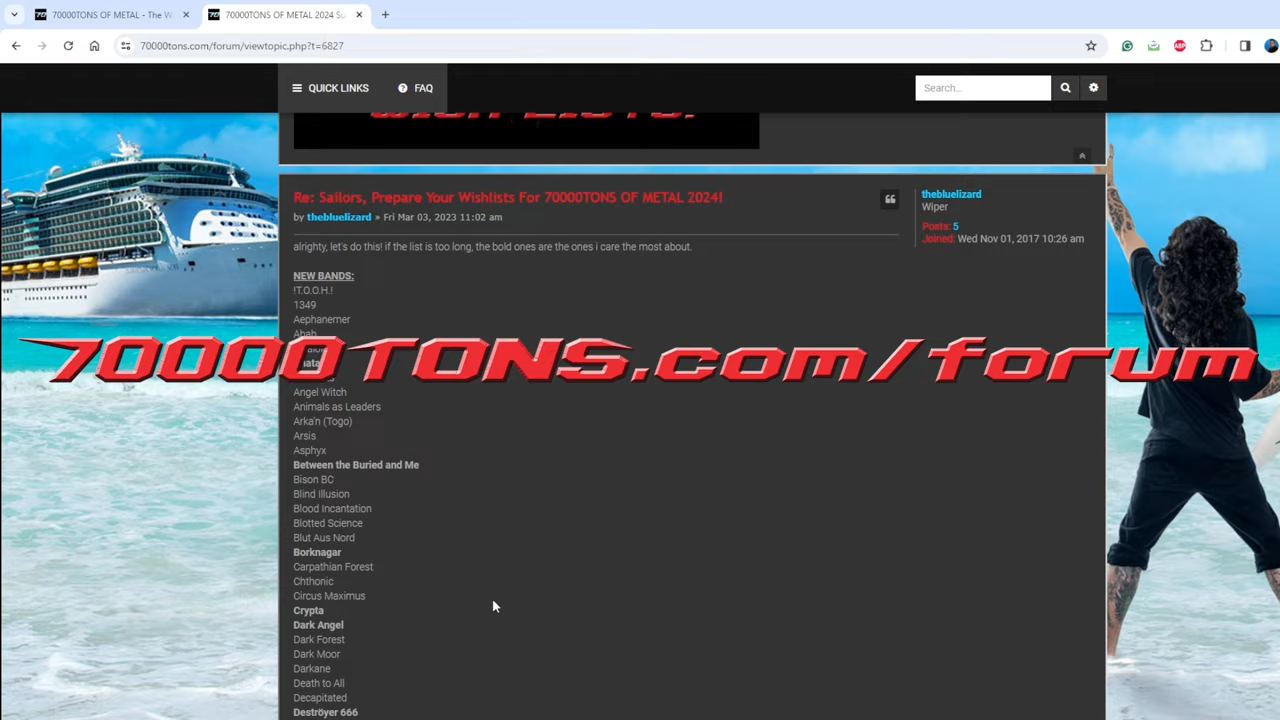 70000TONS OF METAL - The W
70000TONS OF METAL 2024 Su
70000tons.com/forum/viewtopic.php?t=6827
QUICK LINKS
FAQ
Search…
Re: Sailors, Prepare Your Wishlists For 70000TONS OF METAL 2024!
by thebluelizard » Fri Mar 03, 2023 11:02 am
thebluelizard
Wiper
Posts: 5
Joined: Wed Nov 01, 2017 10:26 am
alrighty, let's do this! if the list is too long, the bold ones are the ones i care the most about.
NEW BANDS:
!T.O.O.H.!
1349
Aephanemer
Ahab
70000TONS.com/forum
Angel Witch
Animals as Leaders
Arka'n (Togo)
Arsis
Asphyx
Between the Buried and Me
Bison BC
Blind Illusion
Blood Incantation
Blotted Science
Blut Aus Nord
Borknagar
Carpathian Forest
Chthonic
Circus Maximus
Crypta
Dark Angel
Dark Forest
Dark Moor
Darkane
Death to All
Decapitated
Deströyer 666